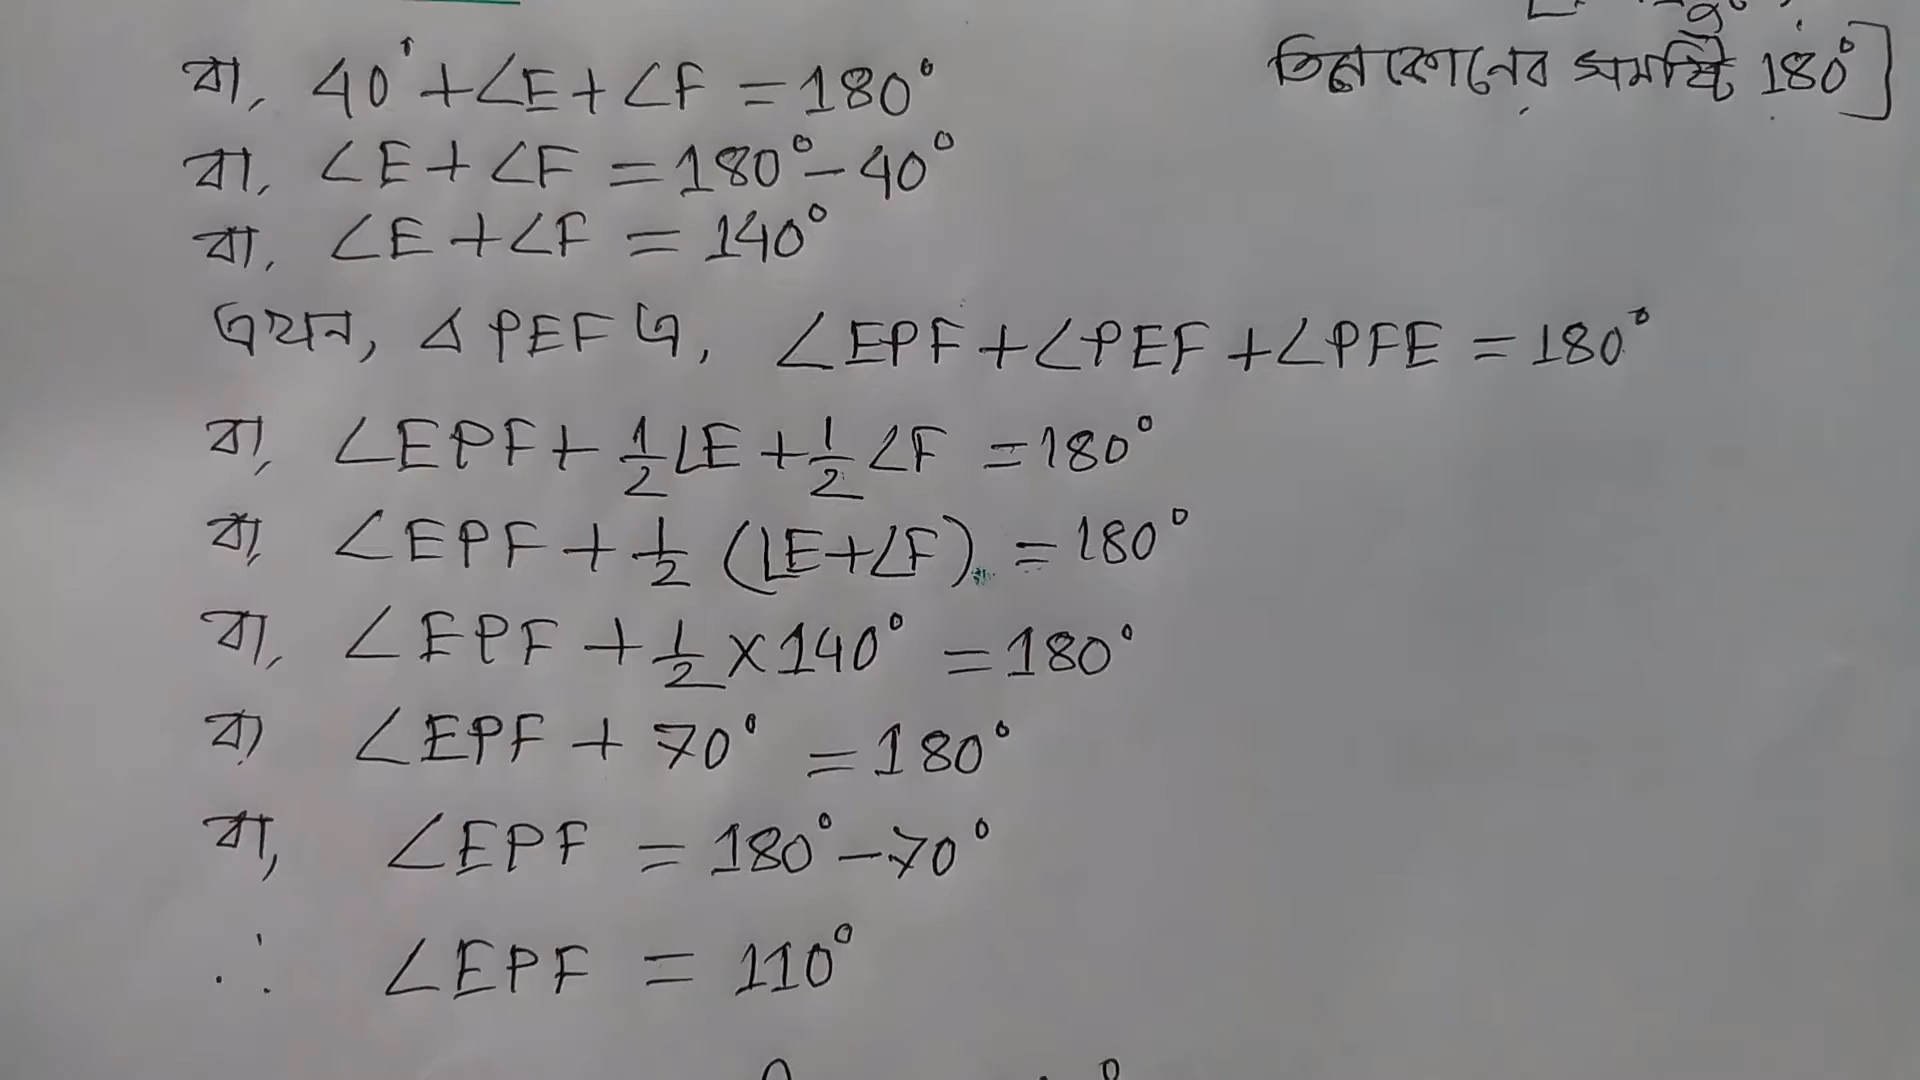 বা, 40° + ∠E + ∠F = 180°
তিন কোনের সমষ্টি 180°]
বা, ∠E + ∠F = 180° – 40°
বা, ∠E + ∠F = 140°
এখন, Δ PEF এ, ∠EPF + ∠PEF + ∠PFE = 180°
বা, ∠EPF + 1/2 ∠E + 1/2 ∠F = 180°
বা, ∠EPF + 1/2 (∠E + ∠F) = 180°
বা, ∠EPF + 1/2 × 140° = 180°
বা ∠EPF + 70° = 180°
বা, ∠EPF = 180° – 70°
∴ ∠EPF = 110°